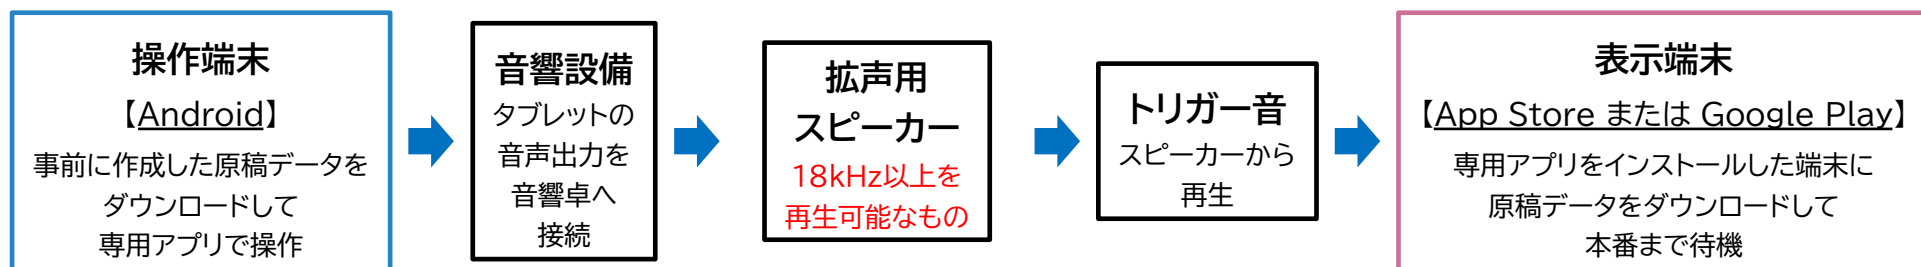 操作端末
【Android】
事前に作成した原稿データを
ダウンロードして
専用アプリで操作
音響設備
タブレットの
音声出力を
音響卓へ
接続
拡声用
スピーカー
18kHz以上を
再生可能なもの
トリガー音
スピーカーから
再生
表示端末
【App Store または Google Play】
専用アプリをインストールした端末に
原稿データをダウンロードして
本番まで待機